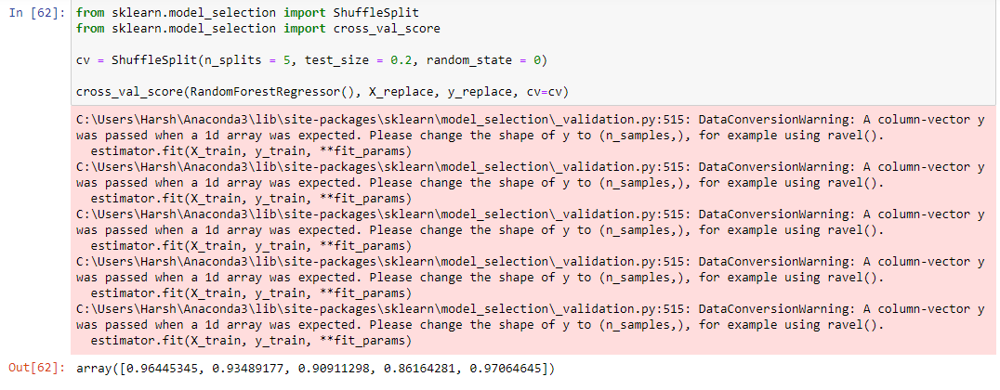 In [62]: from sklearn.model_selection import ShuffleSplit
from sklearn.model_selection import cross_val_score
cv = ShuffleSplit(n_splits = 5, test_size = 0.2, random_state = 0)
cross_val_score(RandomForestRegressor(), X_replace, y_replace, cv=cv)
C:\Users\Harsh\Anaconda3\lib\site-packages\sklearn\model_selection\_validation.py:515: DataConversionWarning: A column-vector y
was passed when a 1d array was expected. Please change the shape of y to (n_samples,), for example using ravel().
  estimator.fit(X_train, y_train, **fit_params)
C:\Users\Harsh\Anaconda3\lib\site-packages\sklearn\model_selection\_validation.py:515: DataConversionWarning: A column-vector y
was passed when a 1d array was expected. Please change the shape of y to (n_samples,), for example using ravel().
  estimator.fit(X_train, y_train, **fit_params)
C:\Users\Harsh\Anaconda3\lib\site-packages\sklearn\model_selection\_validation.py:515: DataConversionWarning: A column-vector y
was passed when a 1d array was expected. Please change the shape of y to (n_samples,), for example using ravel().
  estimator.fit(X_train, y_train, **fit_params)
C:\Users\Harsh\Anaconda3\lib\site-packages\sklearn\model_selection\_validation.py:515: DataConversionWarning: A column-vector y
was passed when a 1d array was expected. Please change the shape of y to (n_samples,), for example using ravel().
  estimator.fit(X_train, y_train, **fit_params)
C:\Users\Harsh\Anaconda3\lib\site-packages\sklearn\model_selection\_validation.py:515: DataConversionWarning: A column-vector y
was passed when a 1d array was expected. Please change the shape of y to (n_samples,), for example using ravel().
  estimator.fit(X_train, y_train, **fit_params)
Out[62]: array([0.96445345, 0.93489177, 0.90911298, 0.86164281, 0.97064645])